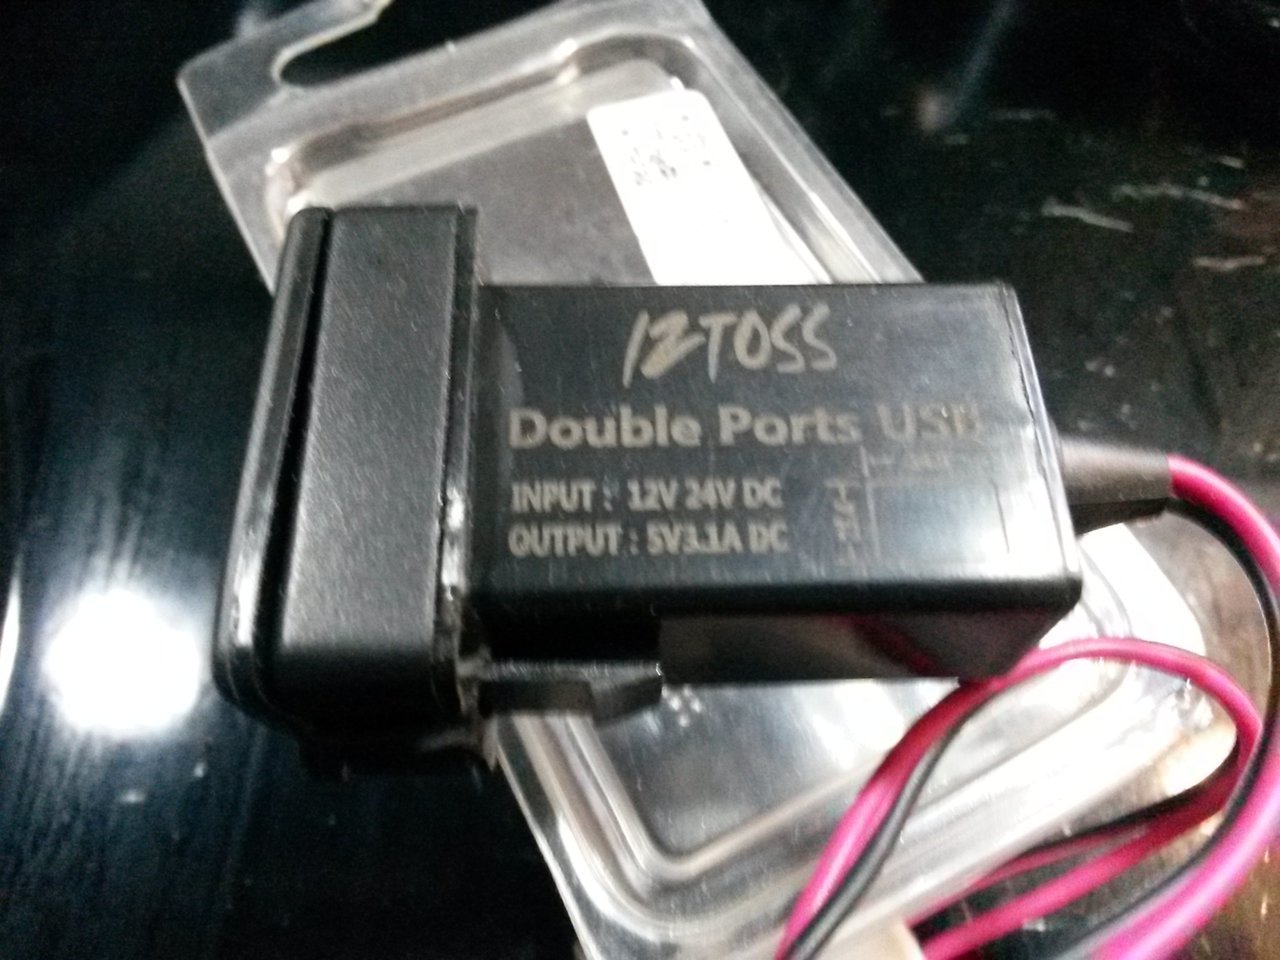 IZTOSS
Double Ports USB
INPUT : 12V 24V DC
OUTPUT : 5V3.1A DC